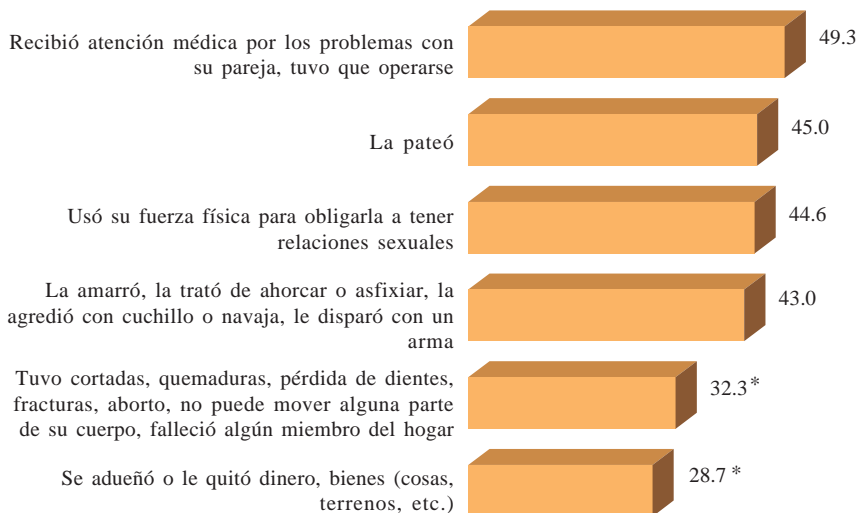 Recibió atención médica por los problemas con
su pareja, tuvo que operarse
49.3
La pateó
45.0
Usó su fuerza física para obligarla a tener
relaciones sexuales
44.6
La amarró, la trató de ahorcar o asfixiar, la
agredió con cuchillo o navaja, le disparó con un
arma
43.0
Tuvo cortadas, quemaduras, pérdida de dientes,
fracturas, aborto, no puede mover alguna parte
de su cuerpo, falleció algún miembro del hogar
32.3 *
Se adueñó o le quitó dinero, bienes (cosas,
terrenos, etc.)
28.7 *